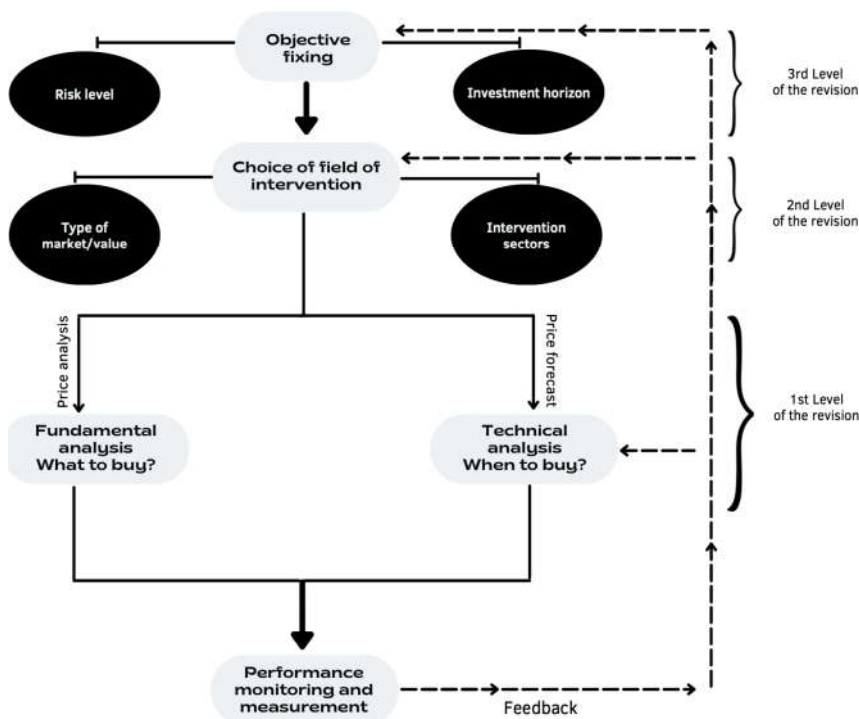 Objective
fixing
Risk level
Investment horizon
3rd Level
of the revision
Choice of field of
intervention
Type of
market/value
Intervention
sectors
2nd Level
of the revision
Price analysis
Price forecast
1st Level
of the revision
Fundamental
analysis
What to buy?
Technical
analysis
When to buy?
Performance
monitoring and
measurement
Feedback